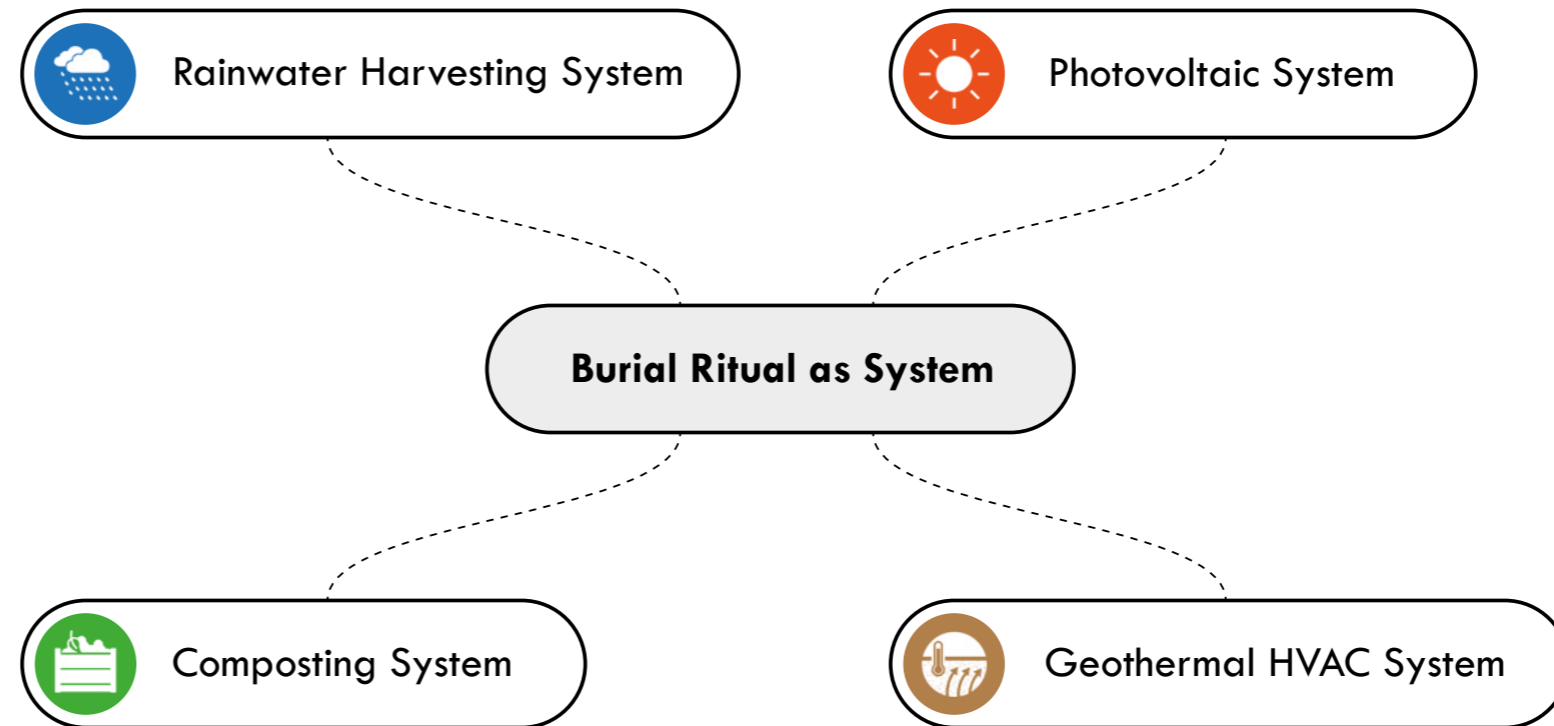 Rainwater Harvesting System
Photovoltaic System
Burial Ritual as System
Composting System
Geothermal HVAC System